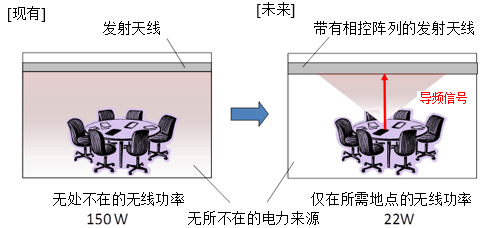 [现有]
发射天线
[未来]
带有相控阵列的发射天线
导频信号
无处不在的无线功率
150 W
无所不在的电力来源
仅在所需地点的无线功率
22W